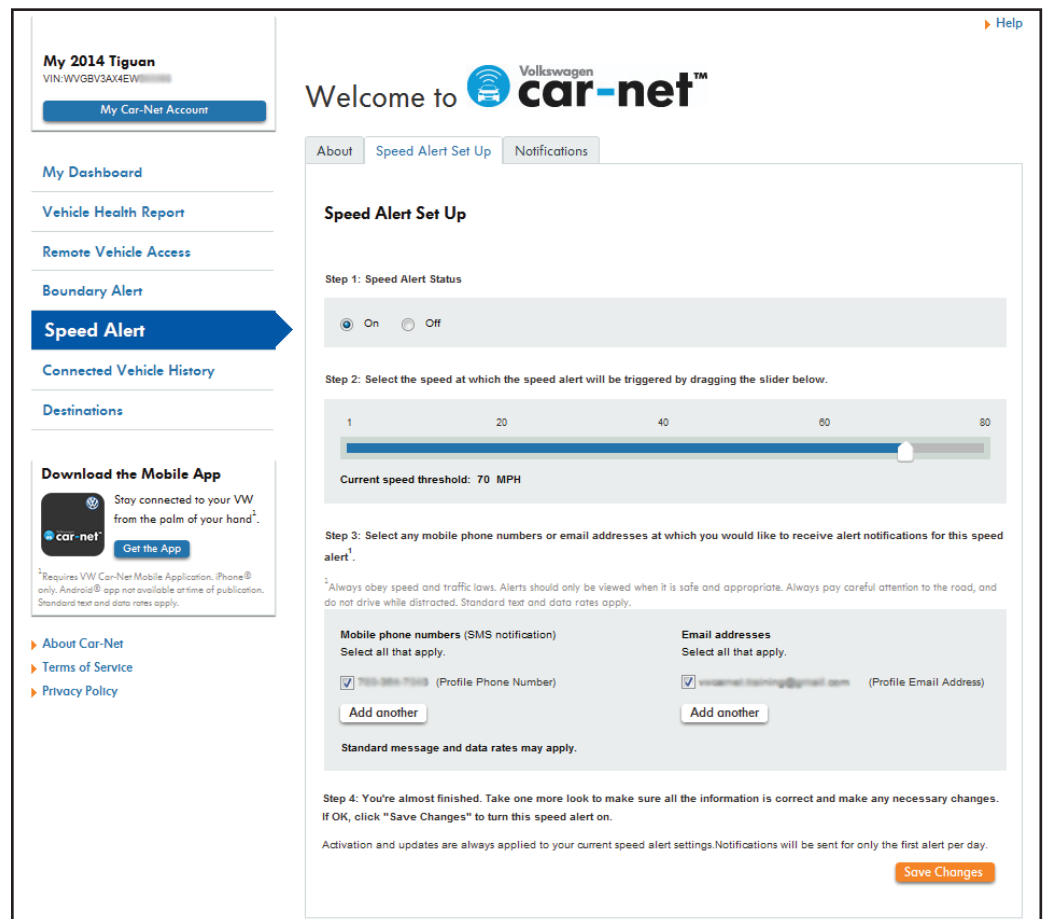 Help
My 2014 Tiguan
VIN:WVGBV3AX4EW
My Car-Net Account
Welcome to Volkswagen car-net™
About Speed Alert Set Up Notifications
My Dashboard
Vehicle Health Report
Remote Vehicle Access
Boundary Alert
Speed Alert
Connected Vehicle History
Destinations
Download the Mobile App
Stay connected to your VW
from the palm of your hand1.
Volkswagen
car-net™
Get the App
1Requires VW Car-Net Mobile Application. iPhone®
only. Android® app not available at time of publication.
Standard text and data rates apply.
About Car-Net
Terms of Service
Privacy Policy
Speed Alert Set Up
Step 1: Speed Alert Status
On Off
Step 2: Select the speed at which the speed alert will be triggered by dragging the slider below.
1 20 40 60 80
Current speed threshold: 70 MPH
Step 3: Select any mobile phone numbers or email addresses at which you would like to receive alert notifications for this speed
alert1.
1Always obey speed and traffic laws. Alerts should only be viewed when it is safe and appropriate. Always pay careful attention to the road, and
do not drive while distracted. Standard text and data rates apply.
Mobile phone numbers (SMS notification)
Select all that apply.
(Profile Phone Number)
Add another
Standard message and data rates may apply.
Email addresses
Select all that apply.
(Profile Email Address)
Add another
Step 4: You're almost finished. Take one more look to make sure all the information is correct and make any necessary changes.
If OK, click "Save Changes" to turn this speed alert on.
Activation and updates are always applied to your current speed alert settings.Notifications will be sent for only the first alert per day.
Save Changes